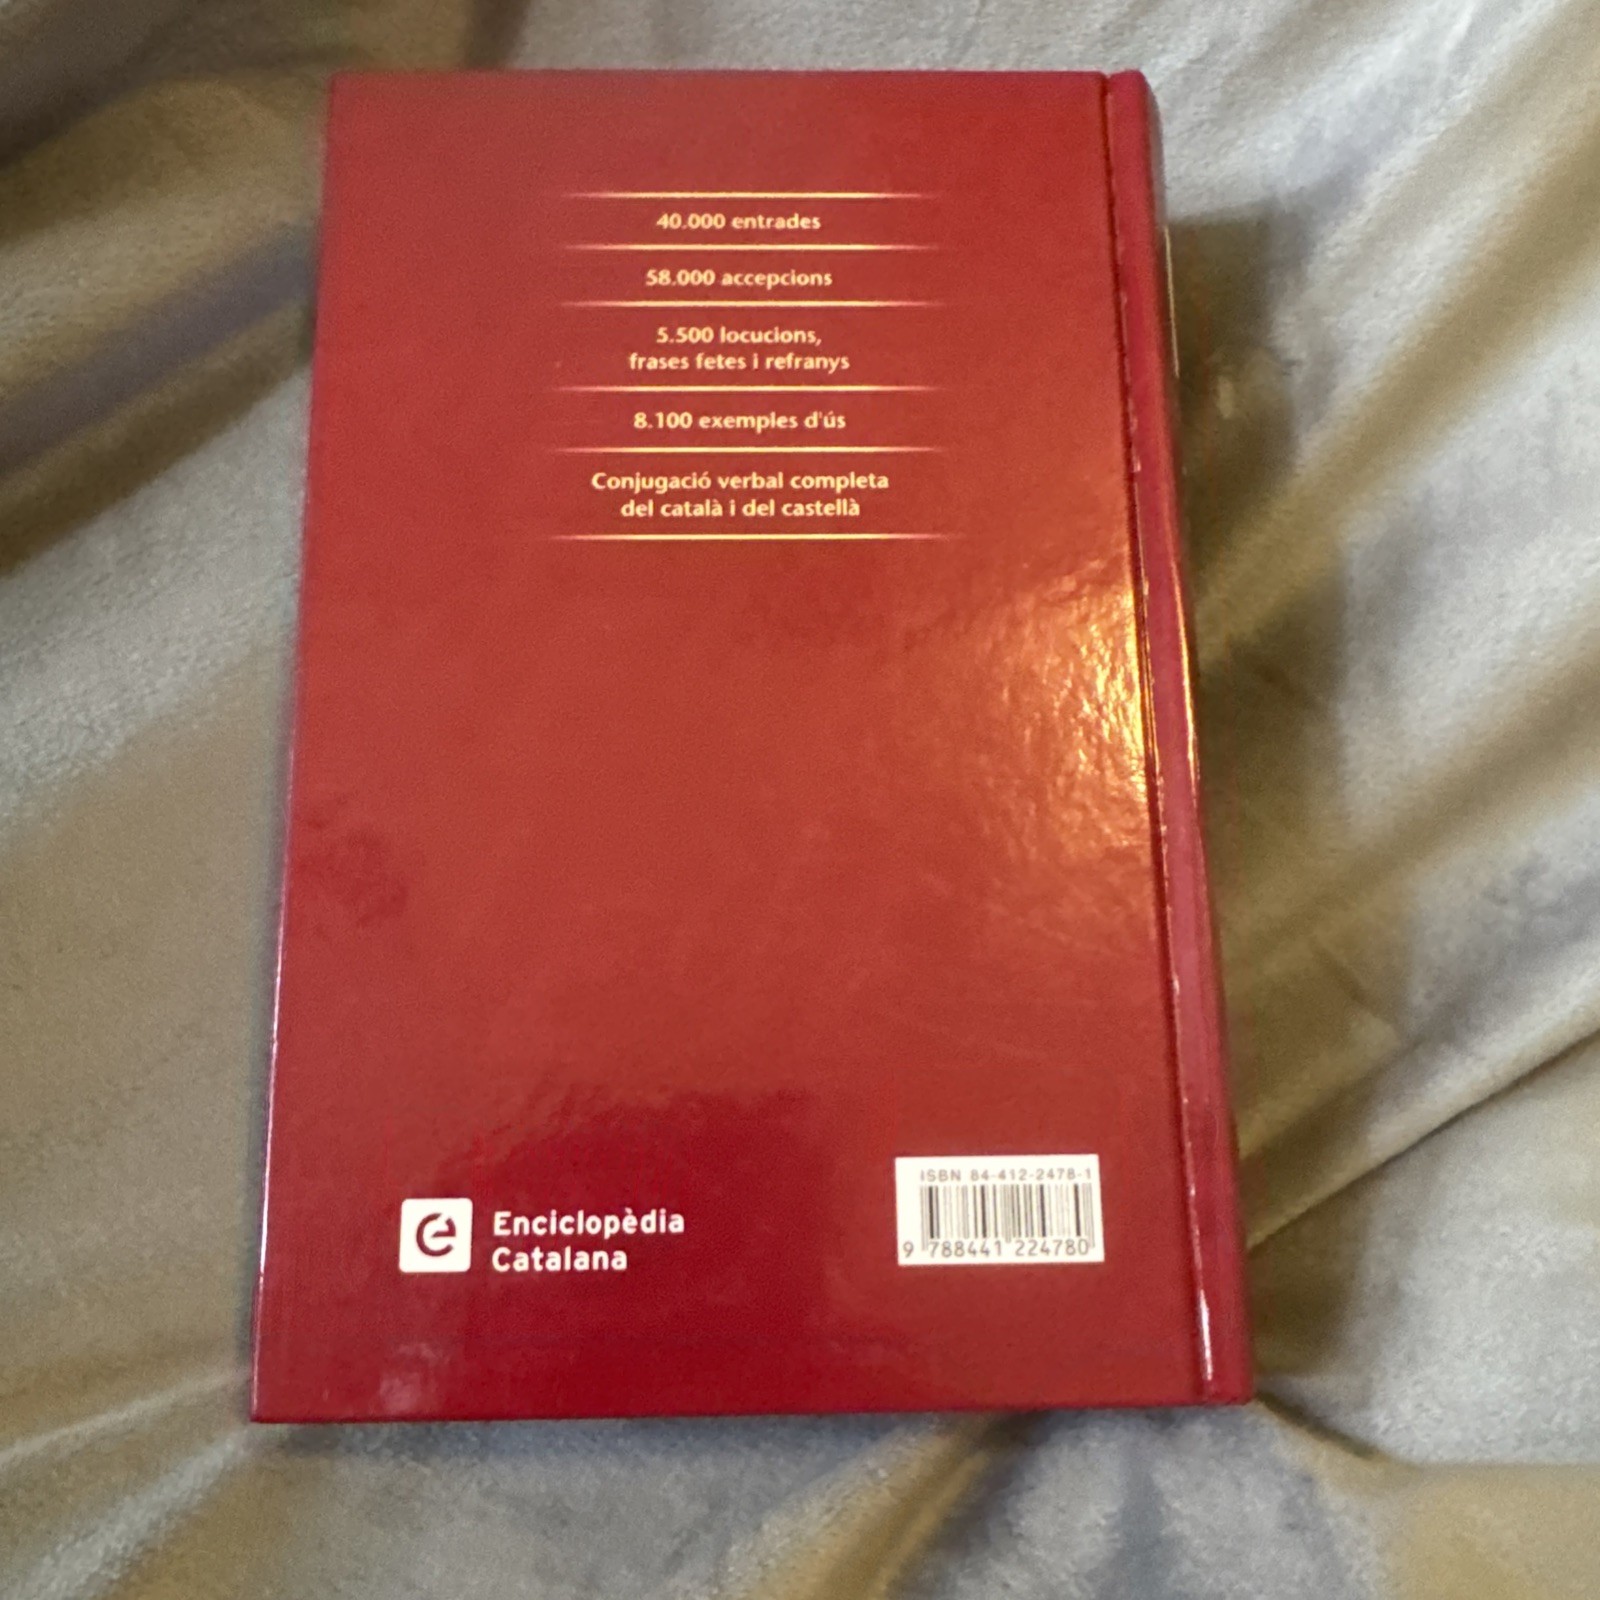 40.000 entrades
58.000 accepcions
5.500 locucions,
frases fetes i refranys
8.100 exemples d'ús
Conjugació verbal completa
del català i del castellà
Enciclopèdia
Catalana
ISBN 84-412-2478-1
9 788441 224780